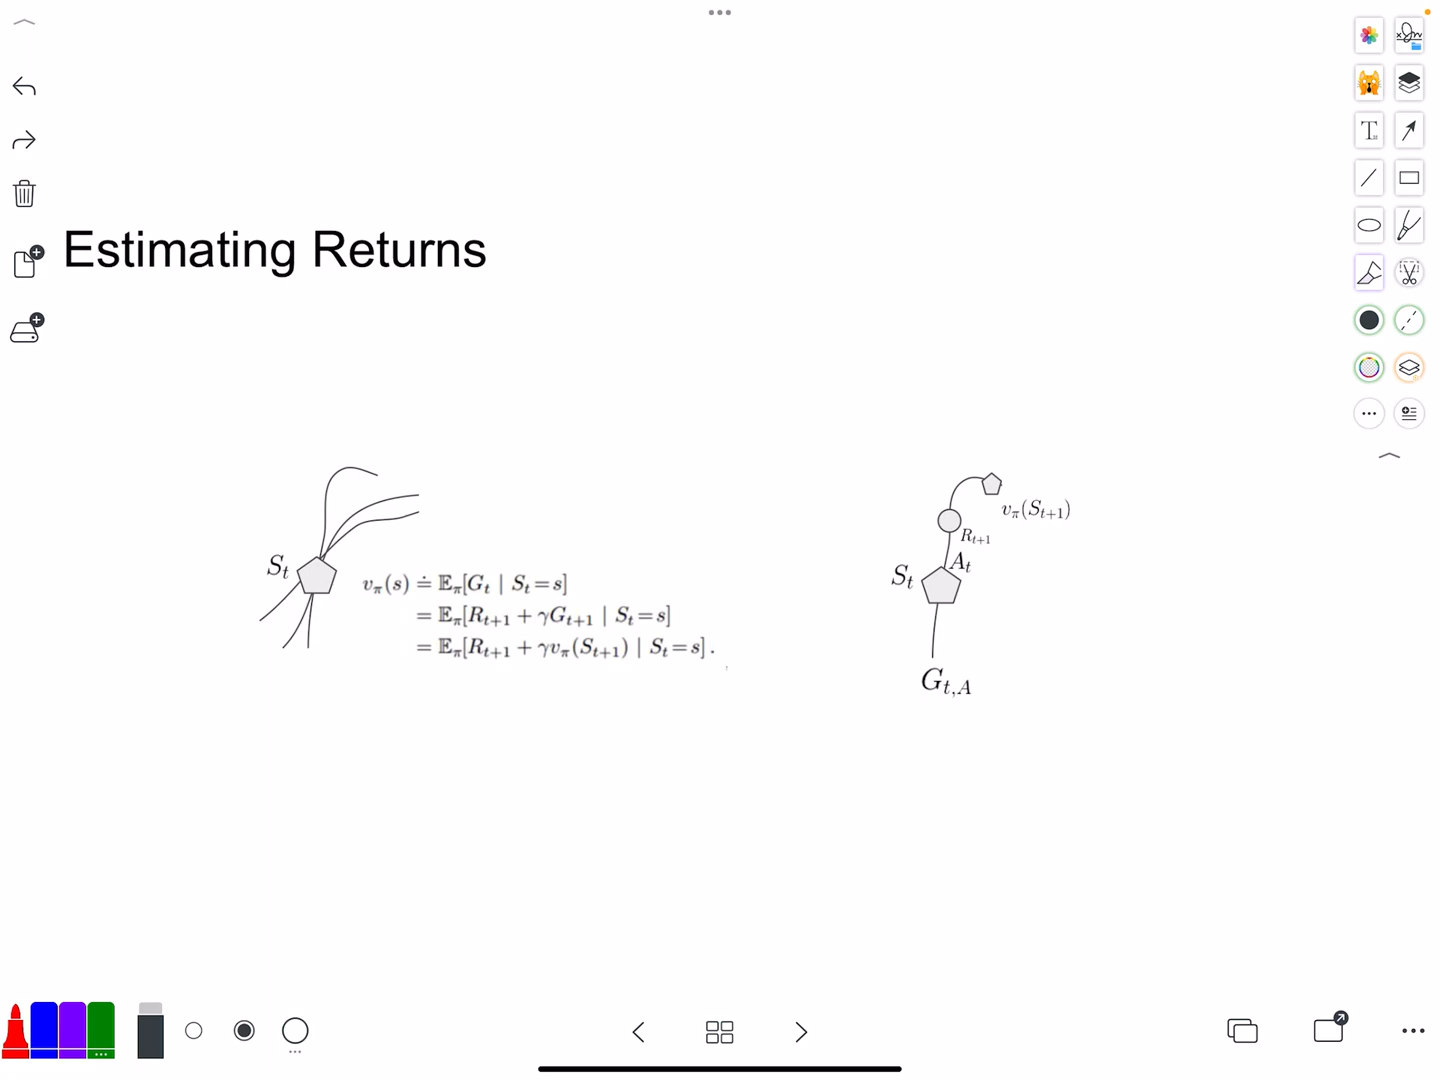 Estimating Returns
S_t
v_π(s) ≐ 𝔼_π[G_t | S_t=s]
= 𝔼_π[R_{t+1} + γG_{t+1} | S_t=s]
= 𝔼_π[R_{t+1} + γv_π(S_{t+1}) | S_t=s] .
v_π(S_{t+1})
R_{t+1}
A_t
S_t
G_{t,A}